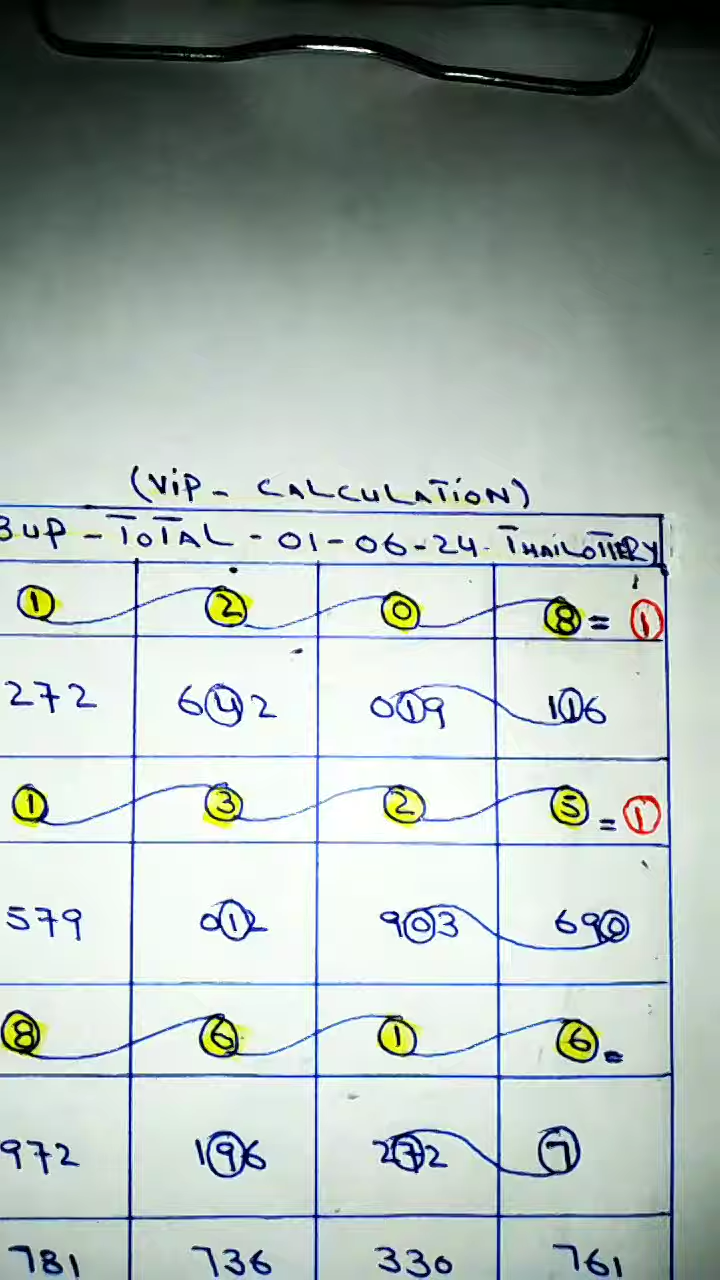 (ViP - CALCULATiON)
3UP - TOTAL - 01-06-24. THAILOTTERY
1 2 0 8 = 1
272 642 019 116
1 3 2 5 = 1
579 012 903 690
8 6 1 6 =
972 196 272 7
781 736 330 761